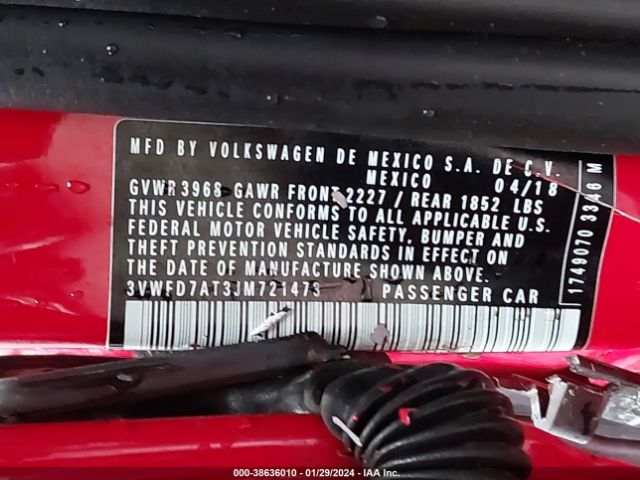 MFD BY VOLKSWAGEN DE MEXICO S.A. DE C.V.
MEXICO 04/18
GVWR 3968 GAWR FRONT 2227 / REAR 1852 LBS
THIS VEHICLE CONFORMS TO ALL APPLICABLE U.S.
FEDERAL MOTOR VEHICLE SAFETY, BUMPER AND
THEFT PREVENTION STANDARDS IN EFFECT ON
THE DATE OF MANUFACTURE SHOWN ABOVE.
3VWFD7AT3JM721473 PASSENGER CAR
1749070 3346 M
000-38636010 - 01/29/2024 - IAA Inc.